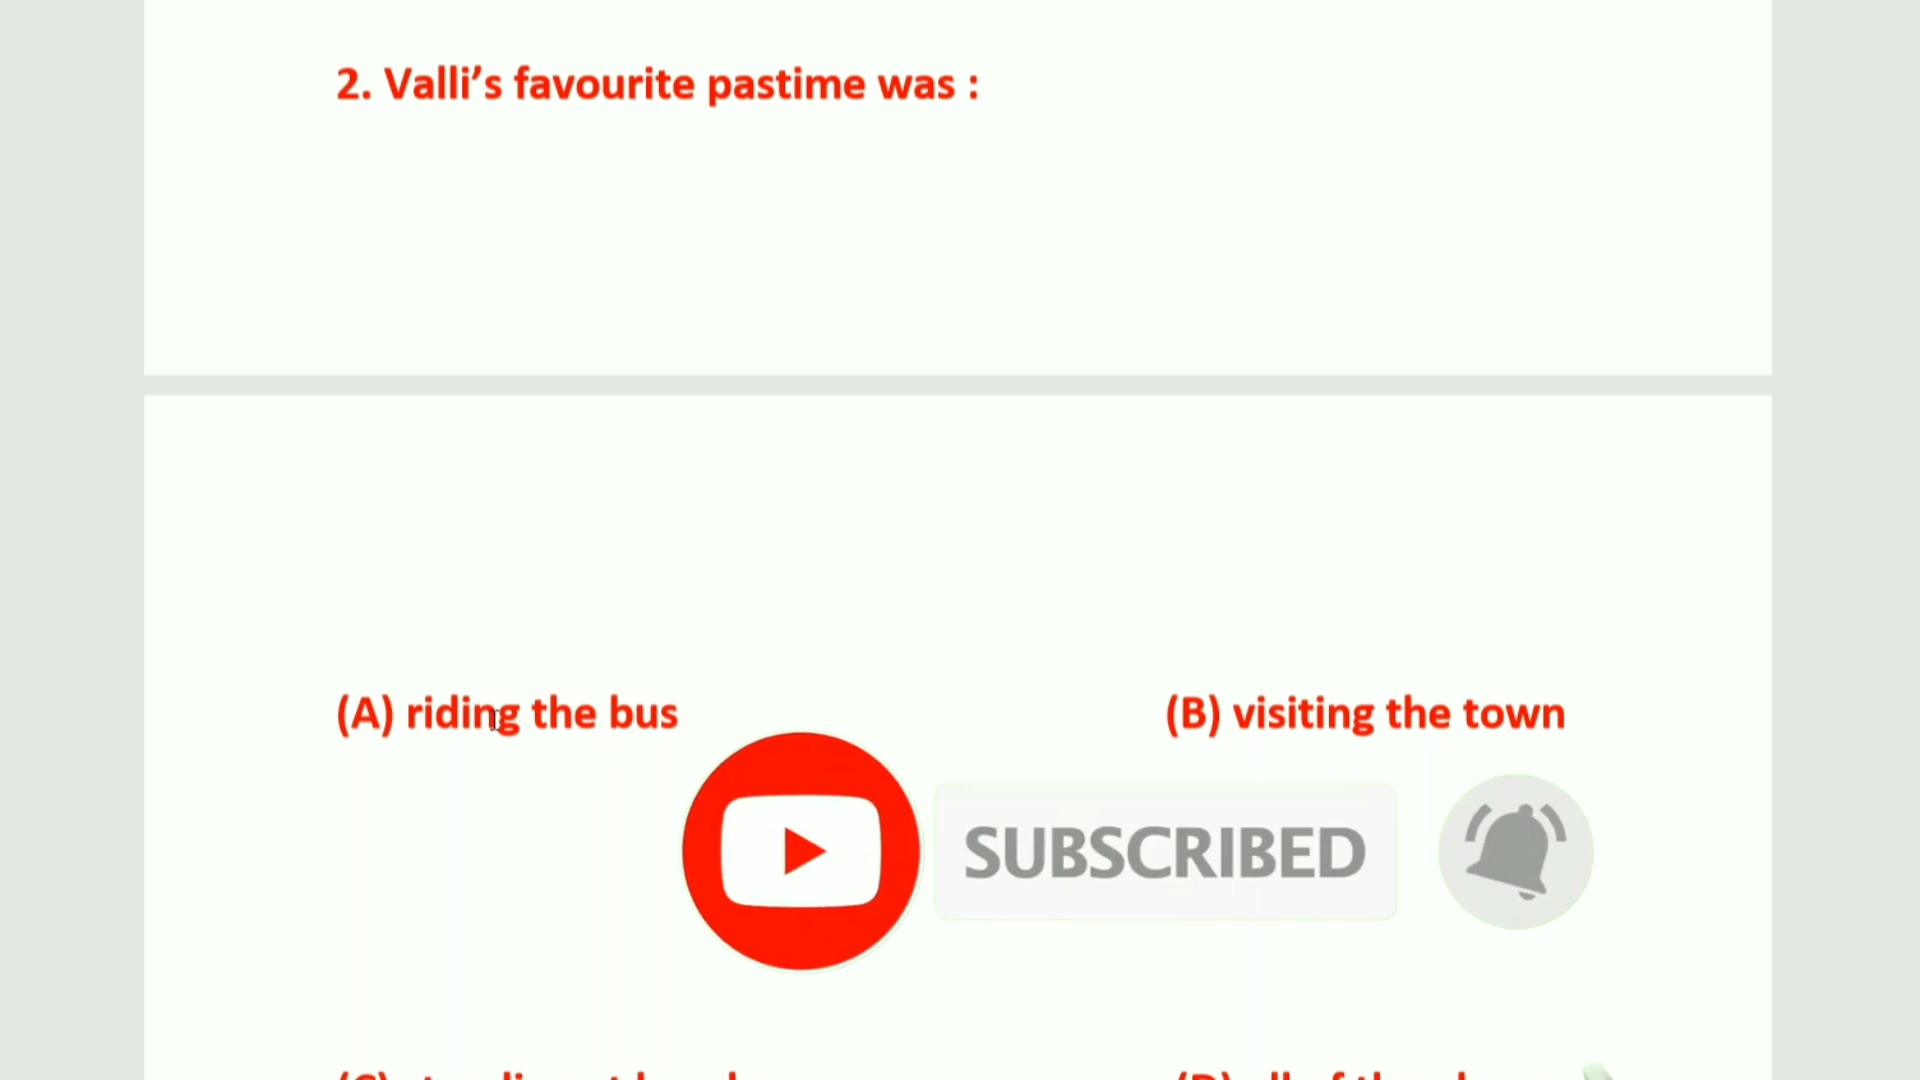 2. Valli’s favourite pastime was :
(A) riding the bus
(B) visiting the town
SUBSCRIBED